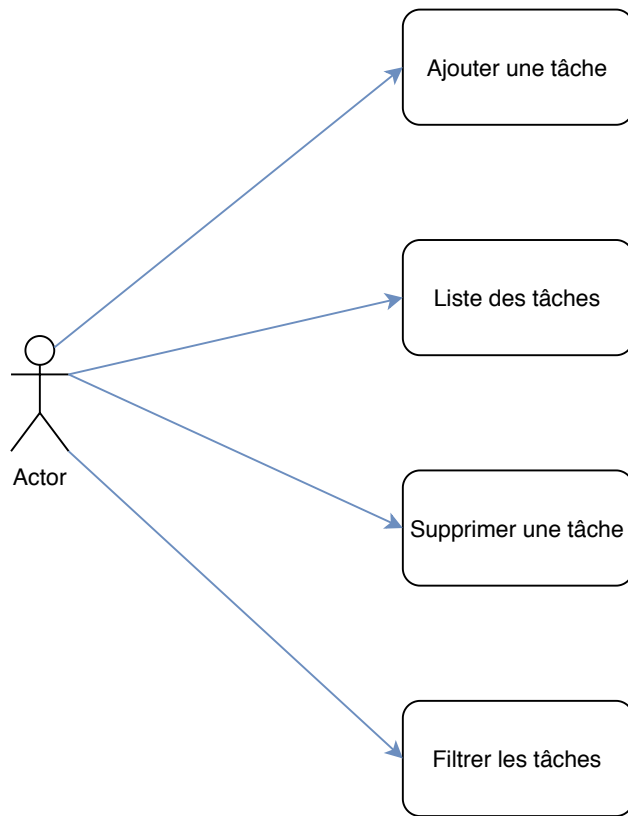 Ajouter une tâche
Liste des tâches
Actor
Supprimer une tâche
Filtrer les tâches